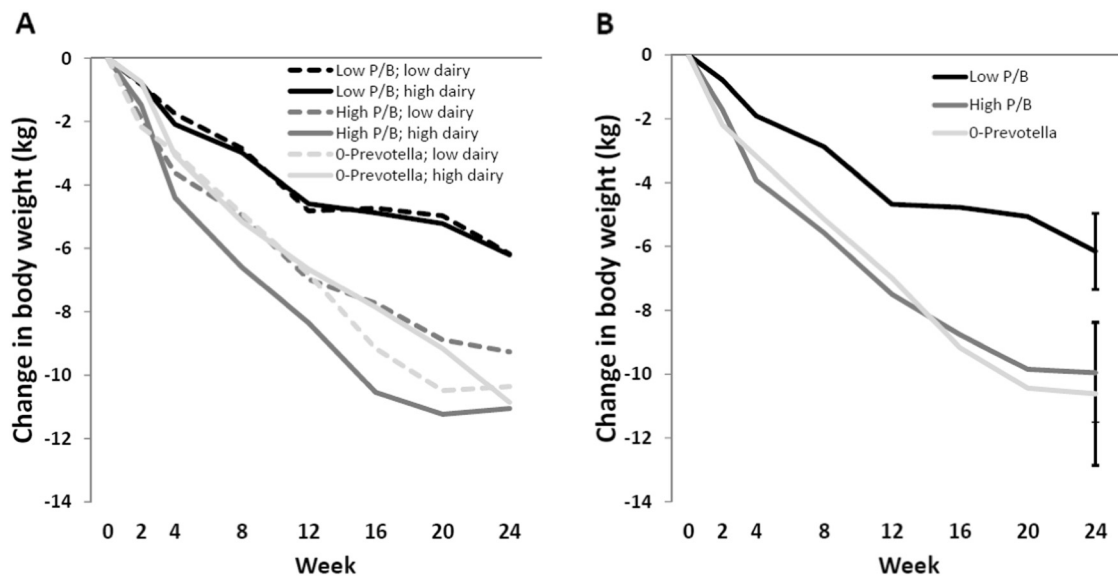 A
Change in body weight (kg)
0
-2
-4
-6
-8
-10
-12
-14
Low P/B; low dairy
Low P/B; high dairy
High P/B; low dairy
High P/B; high dairy
0-Prevotella; low dairy
0-Prevotella; high dairy
0 2 4 8 12 16 20 24
Week
B
Change in body weight (kg)
0
-2
-4
-6
-8
-10
-12
-14
Low P/B
High P/B
0-Prevotella
0 2 4 8 12 16 20 24
Week